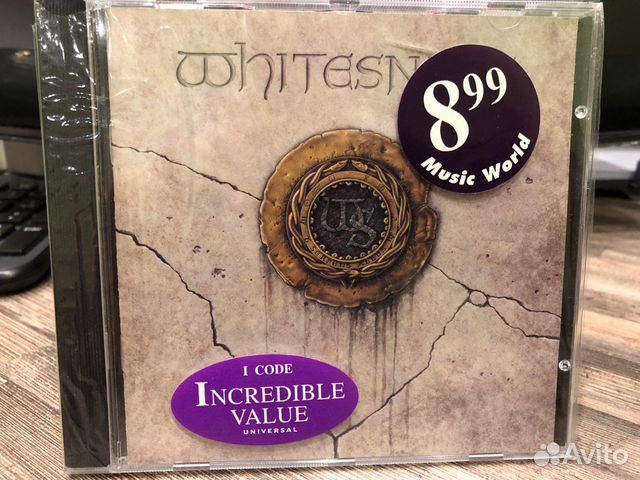 WHITESN
8 99
Music World
WS
I CODE
INCREDIBLE
VALUE
UNIVERSAL
Avito